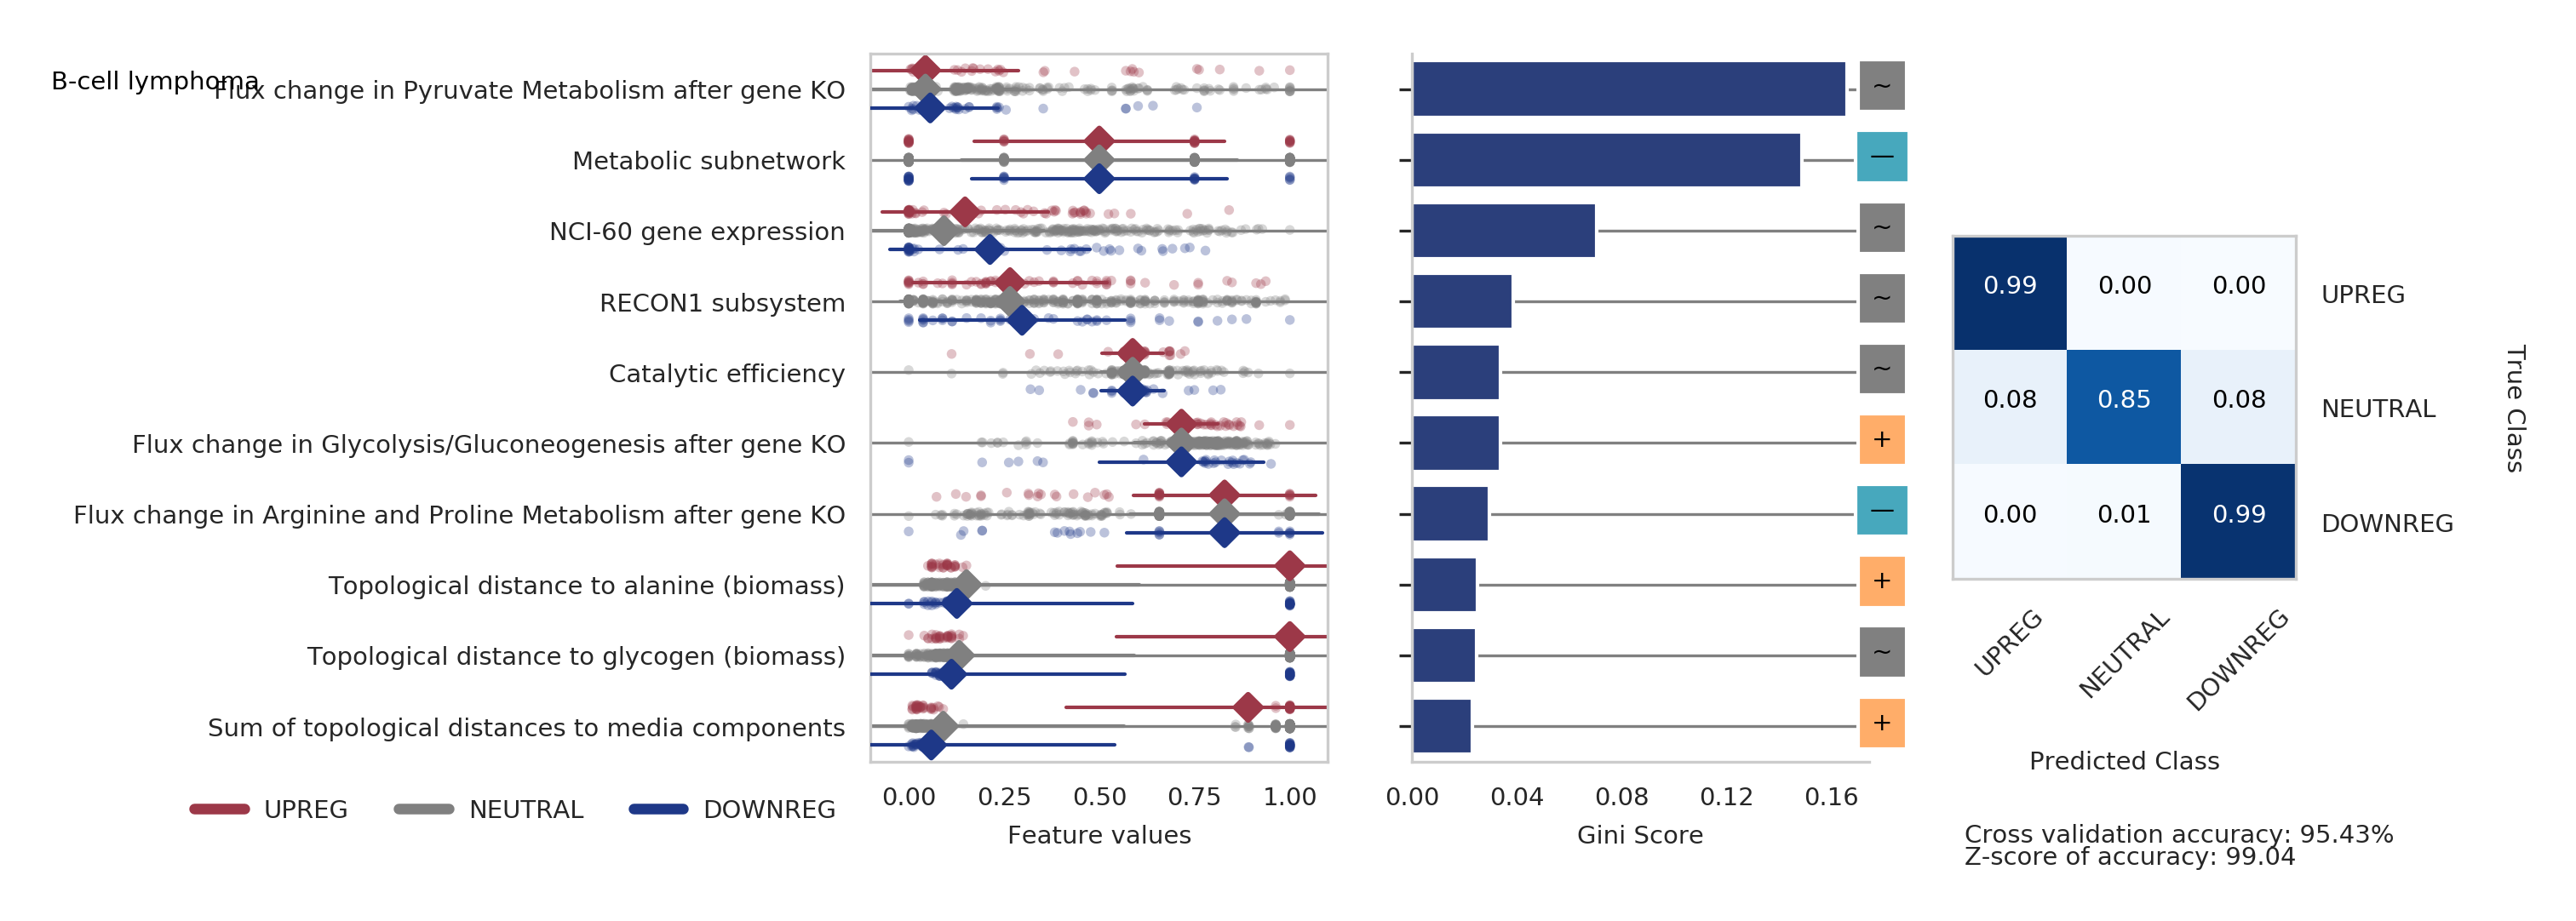 B-cell lymphoma
Flux change in Pyruvate Metabolism after gene KO
Metabolic subnetwork
NCI-60 gene expression
RECON1 subsystem
Catalytic efficiency
Flux change in Glycolysis/Gluconeogenesis after gene KO
Flux change in Arginine and Proline Metabolism after gene KO
Topological distance to alanine (biomass)
Topological distance to glycogen (biomass)
Sum of topological distances to media components
UPREG NEUTRAL DOWNREG
0.00 0.25 0.50 0.75 1.00
Feature values
~
—
~
~
~
+
—
+
~
+
0.00 0.04 0.08 0.12 0.16
Gini Score
0.99 0.00 0.00 UPREG
0.08 0.85 0.08 NEUTRAL
0.00 0.01 0.99 DOWNREG
True Class
UPREG NEUTRAL DOWNREG
Predicted Class
Cross validation accuracy: 95.43%
Z-score of accuracy: 99.04